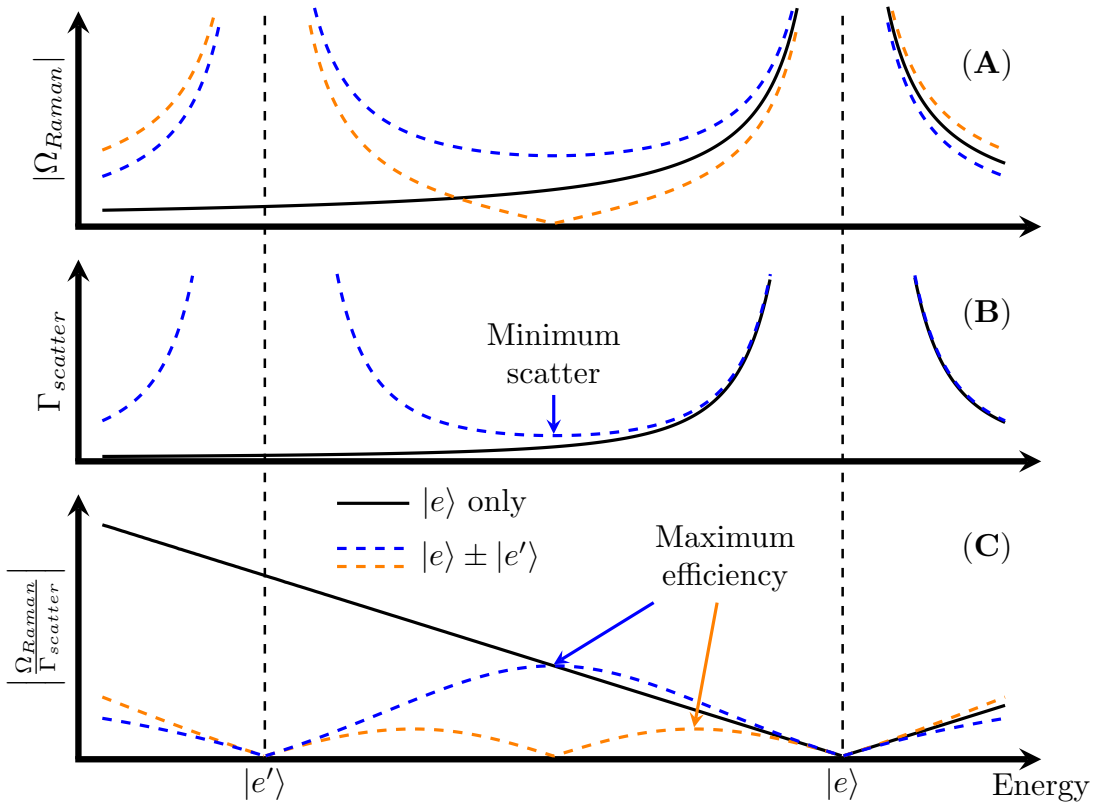 |Ω_Raman|
(A)
Γ_scatter
(B)
Minimum
scatter
|Ω_Raman / Γ_scatter|
(C)
|e⟩ only
|e⟩ ± |e′⟩
Maximum
efficiency
|e′⟩
|e⟩
Energy